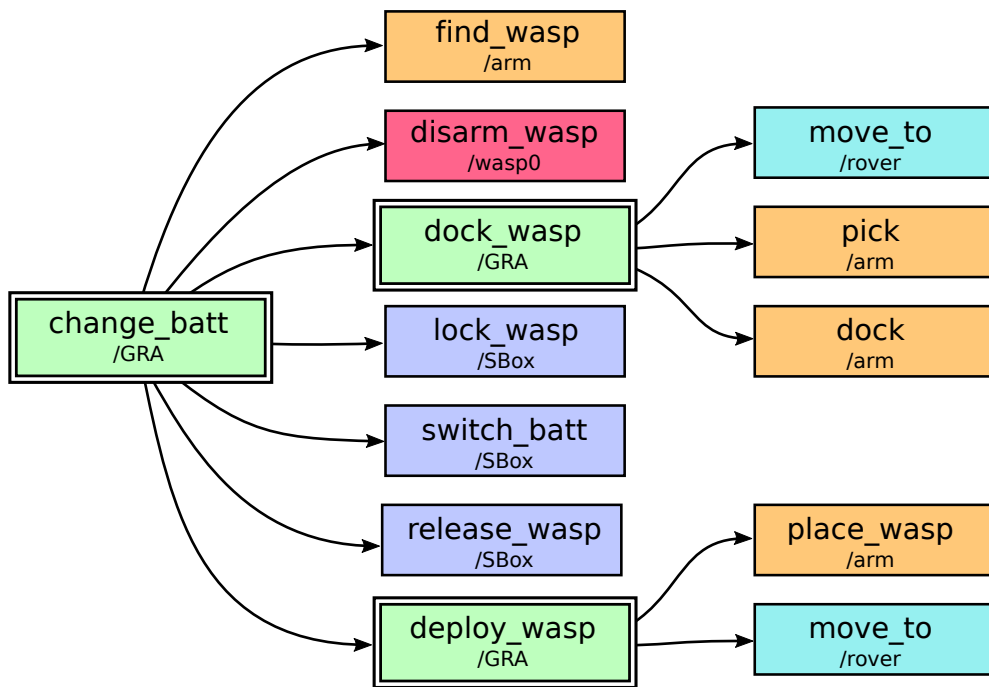 find_wasp
/arm
disarm_wasp
/wasp0
move_to
/rover
dock_wasp
/GRA
pick
/arm
change_batt
/GRA
lock_wasp
/SBox
dock
/arm
switch_batt
/SBox
release_wasp
/SBox
place_wasp
/arm
deploy_wasp
/GRA
move_to
/rover